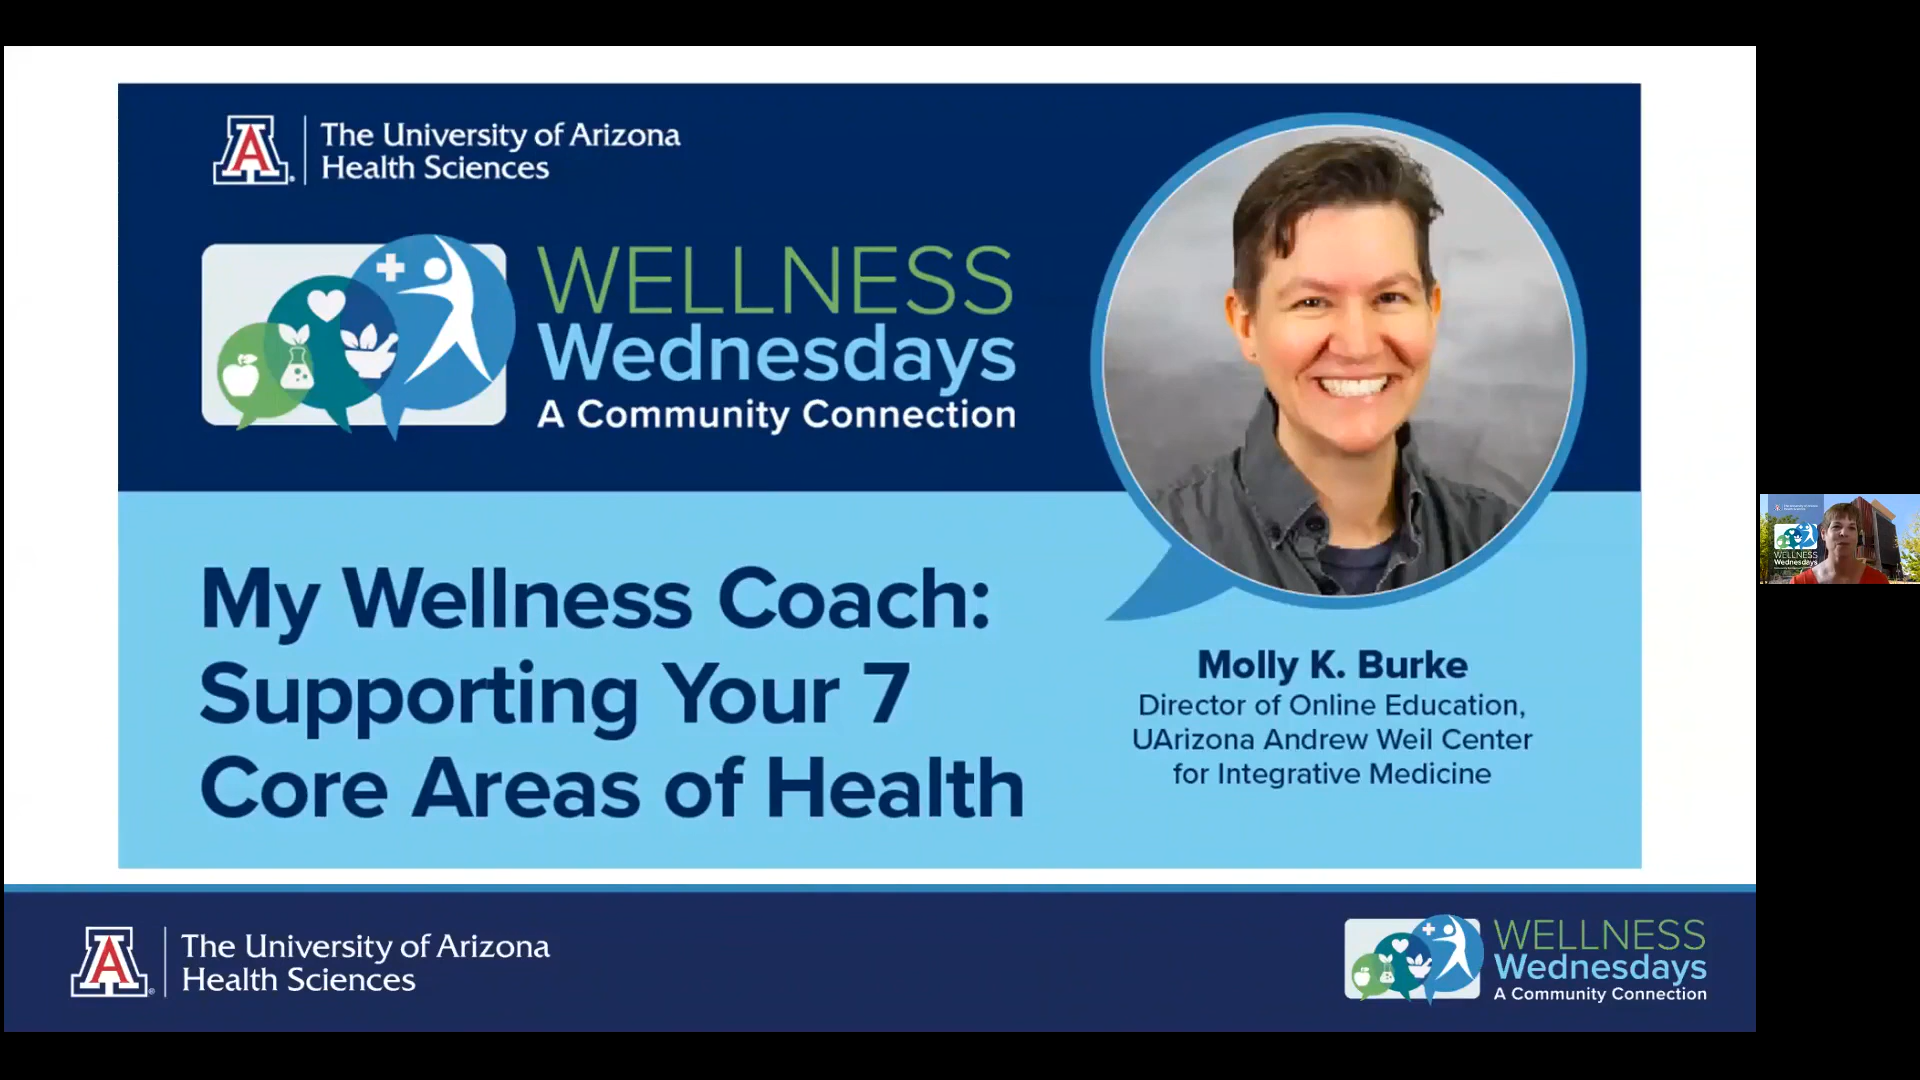 The University of Arizona
Health Sciences
WELLNESS
Wednesdays
A Community Connection
My Wellness Coach:
Supporting Your 7
Core Areas of Health
Molly K. Burke
Director of Online Education,
UArizona Andrew Weil Center
for Integrative Medicine
The University of Arizona
Health Sciences
WELLNESS
Wednesdays
A Community Connection
WELLNESS
Wednesdays